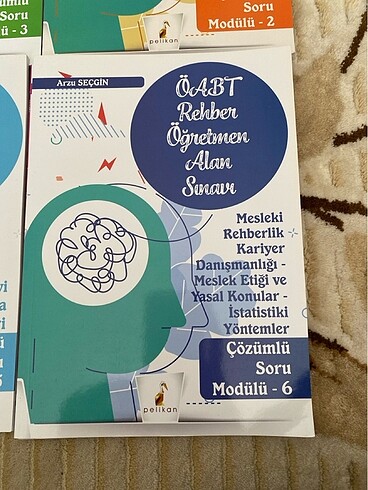 Soru
ü - 3
Soru
Modülü - 2
pelikan
Arzu SEÇGİN
ÖABT
Rehber
Öğretmen
Alan
Sınavı
Mesleki
Rehberlik -
Kariyer
Danışmanlığı -
Meslek Etiği ve
Yasal Konular -
İstatistiki
Yöntemler
Çözümlü
Soru
Modülü - 6
pelikan